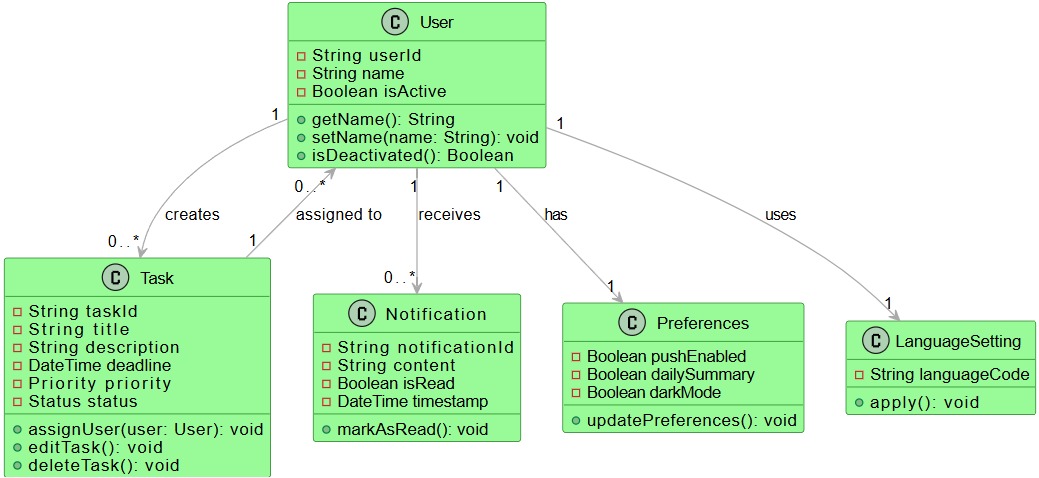 C User
String userId
String name
Boolean isActive
getName(): String
setName(name: String): void
isDeactivated(): Boolean
1
1
0..*
1
1
creates
assigned to
receives
has
uses
0..*
1
0..*
1
1
C Task
String taskId
String title
String description
DateTime deadline
Priority priority
Status status
assignUser(user: User): void
editTask(): void
deleteTask(): void
C Notification
String notificationId
String content
Boolean isRead
DateTime timestamp
markAsRead(): void
C Preferences
Boolean pushEnabled
Boolean dailySummary
Boolean darkMode
updatePreferences(): void
C LanguageSetting
String languageCode
apply(): void